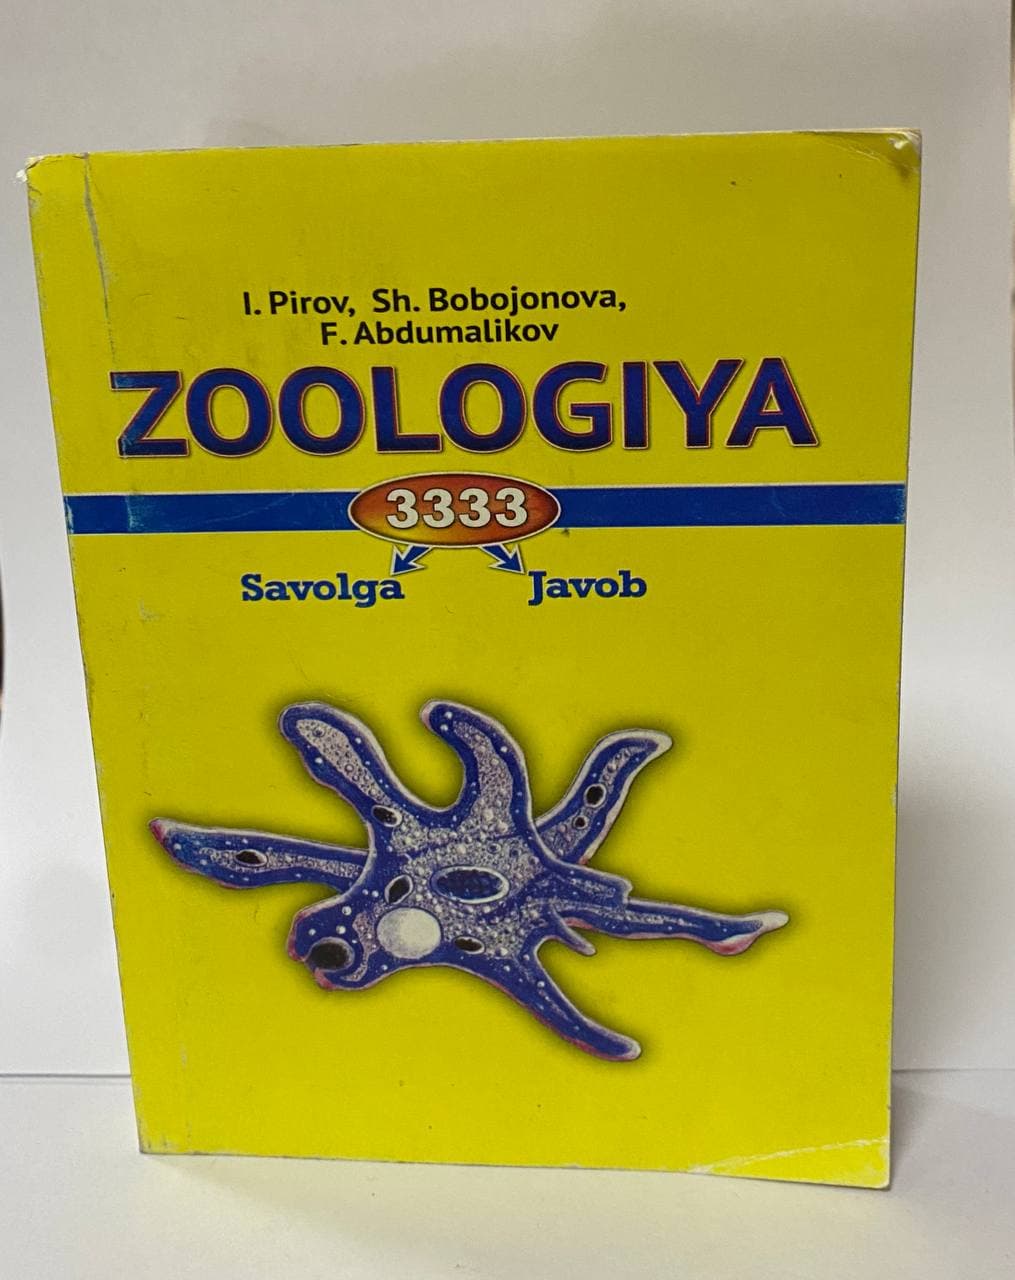 I. Pirov, Sh. Bobojonova,
F. Abdumalikov
ZOOLOGIYA
3333
Savolga Javob